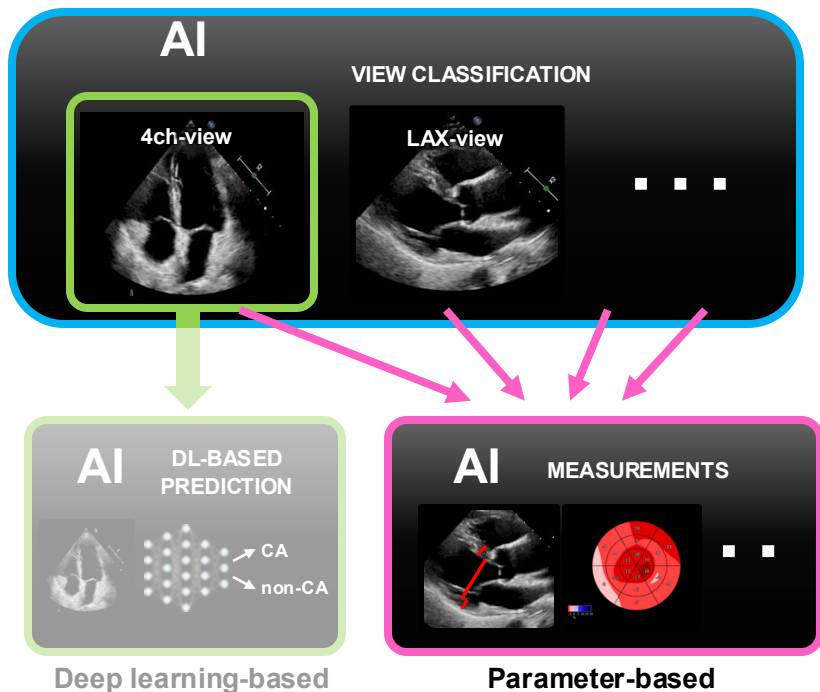 AI
VIEW CLASSIFICATION
4ch-view
LAX-view
AI
DL-BASED
PREDICTION
CA
non-CA
AI
MEASUREMENTS
Deep learning-based
Parameter-based